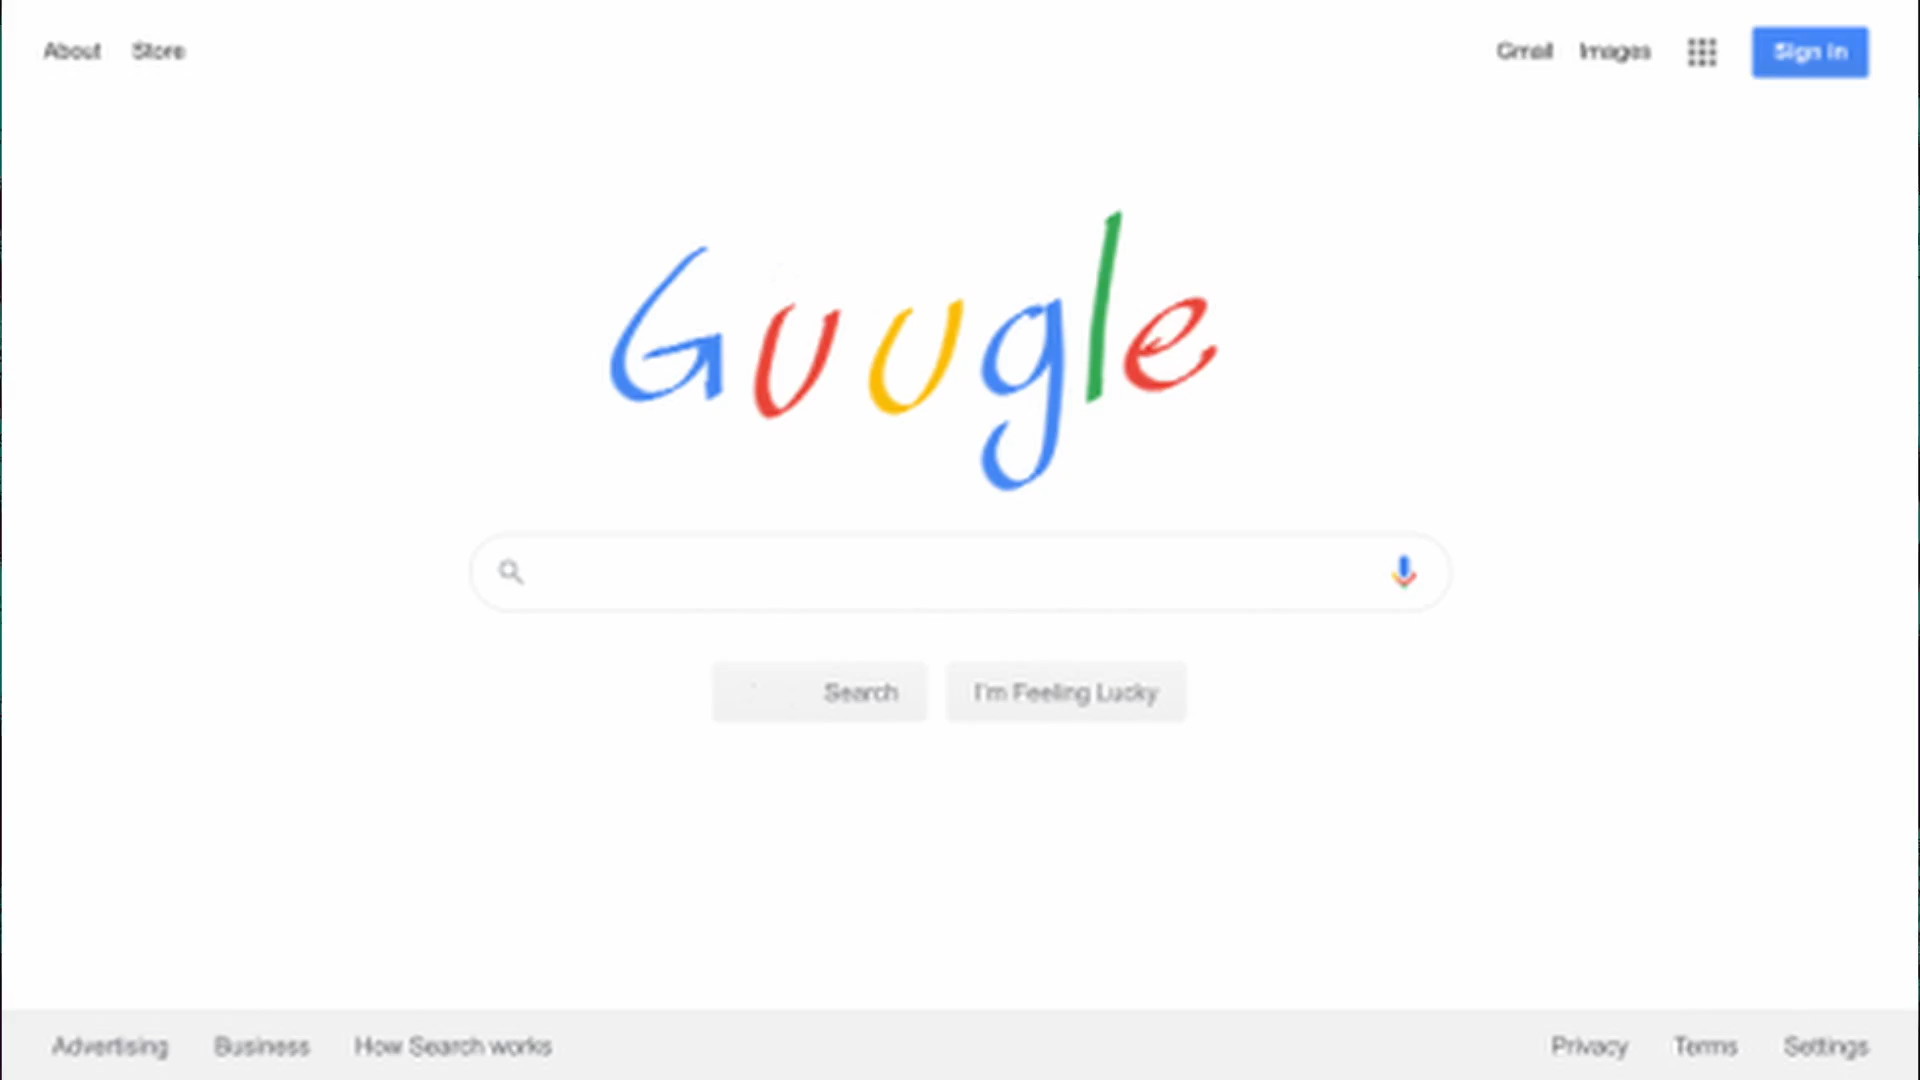 About Store Gmail Images Sign in
Guugle
Search I'm Feeling Lucky
Advertising Business How Search works Privacy Terms Settings